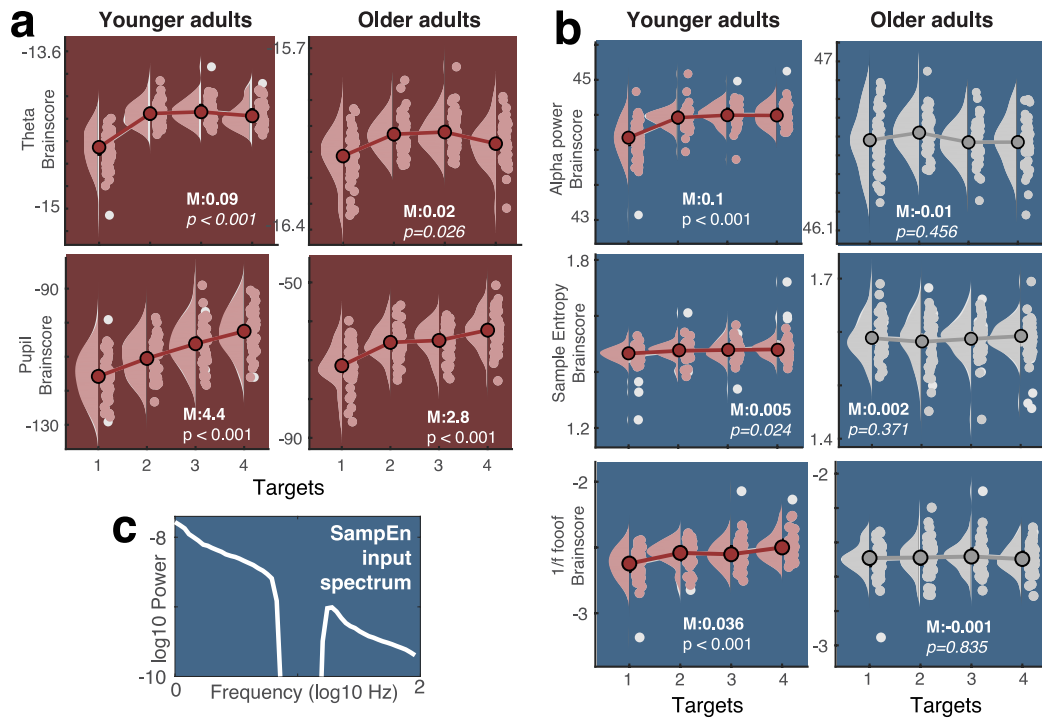 a
Younger adults
Older adults
Theta
Brainscore
-13.6
-15
M:0.09
p < 0.001
15.7
16.4
M:0.02
p=0.026
Pupil
Brainscore
-90
-130
M:4.4
p < 0.001
-50
-90
M:2.8
p < 0.001
1 2 3 4
1 2 3 4
Targets
b
Younger adults
Older adults
Alpha power
Brainscore
45
43
M:0.1
p < 0.001
47
46.1
M:-0.01
p=0.456
Sample Entropy
Brainscore
1.8
1.2
M:0.005
p=0.024
1.7
1.4
M:0.002
p=0.371
1/f fooof
Brainscore
-2
-3
M:0.036
p < 0.001
-2
-3
M:-0.001
p=0.835
1 2 3 4
1 2 3 4
Targets
Targets
c
log10 Power
-8
-10
SampEn
input
spectrum
0
2
Frequency (log10 Hz)